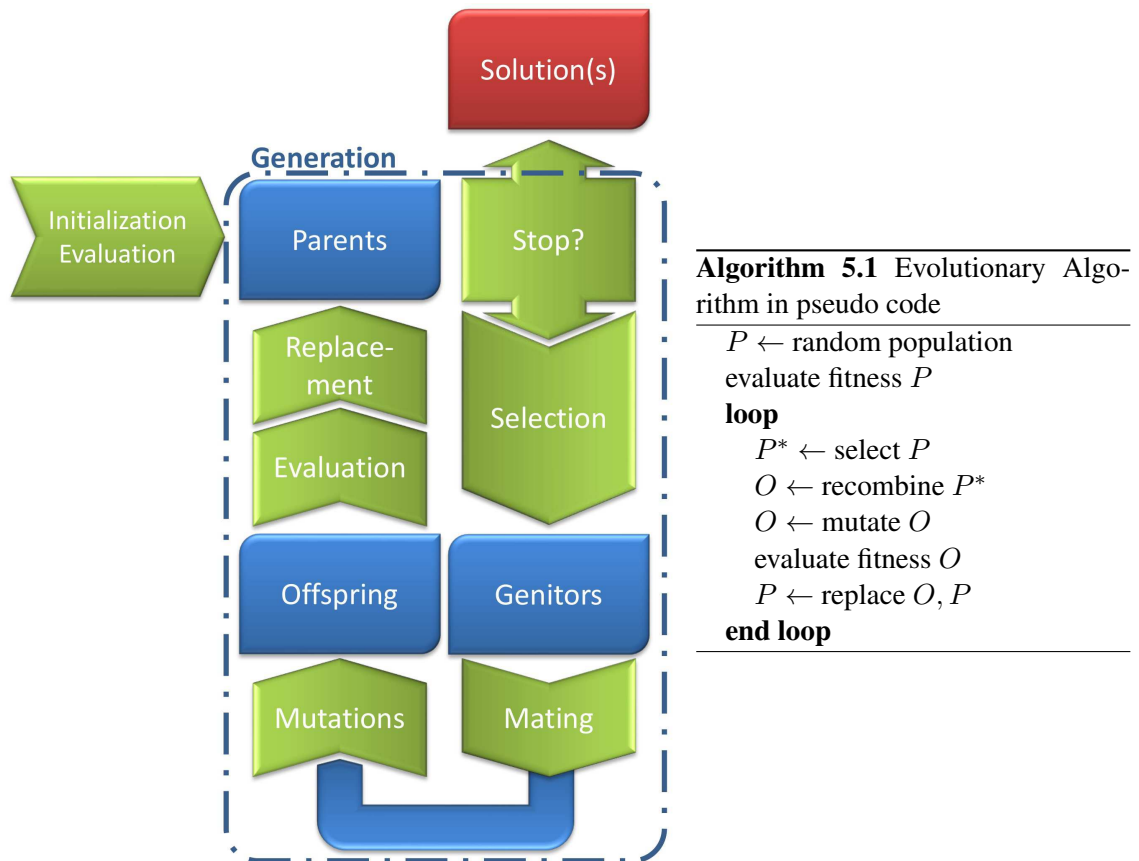 Solution(s)
Generation
Initialization
Evaluation
Parents
Stop?
Replace-
ment
Selection
Evaluation
Offspring
Genitors
Mutations
Mating
Algorithm 5.1 Evolutionary Algo-
rithm in pseudo code
P ← random population
evaluate fitness P
loop
P* ← select P
O ← recombine P*
O ← mutate O
evaluate fitness O
P ← replace O, P
end loop